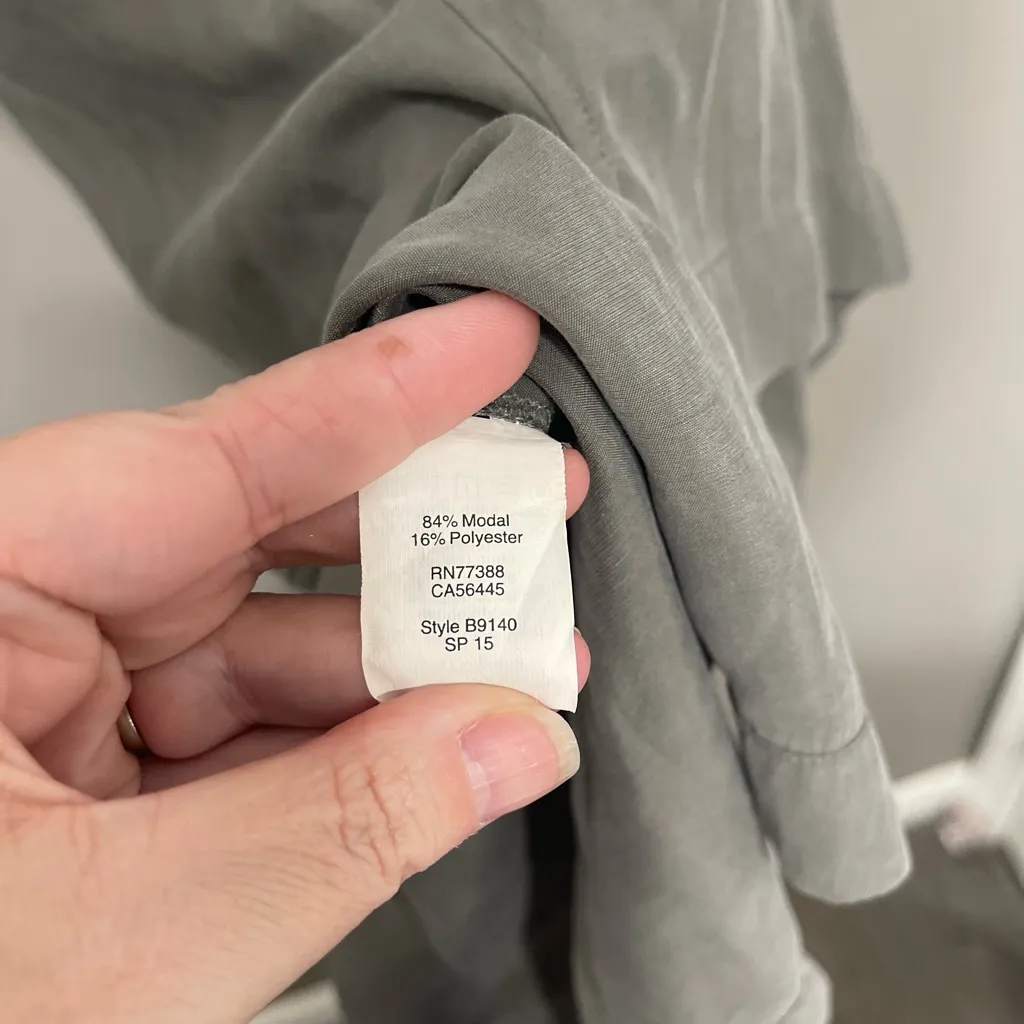 84% Modal
16% Polyester
RN77388
CA56445
Style B9140
SP 15